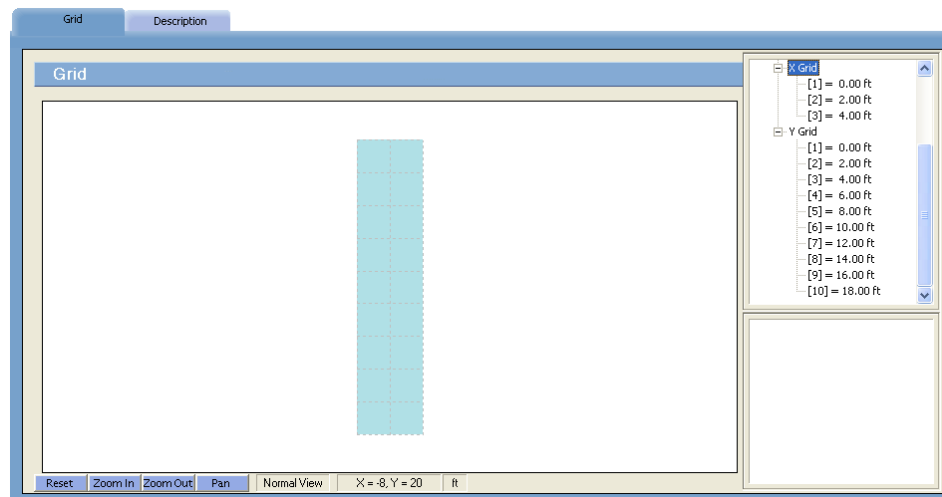 Grid
Description
Grid
X Grid
[1] = 0.00 ft
[2] = 2.00 ft
[3] = 4.00 ft
Y Grid
[1] = 0.00 ft
[2] = 2.00 ft
[3] = 4.00 ft
[4] = 6.00 ft
[5] = 8.00 ft
[6] = 10.00 ft
[7] = 12.00 ft
[8] = 14.00 ft
[9] = 16.00 ft
[10] = 18.00 ft
Reset Zoom In Zoom Out Pan Normal View X = -8, Y = 20 ft